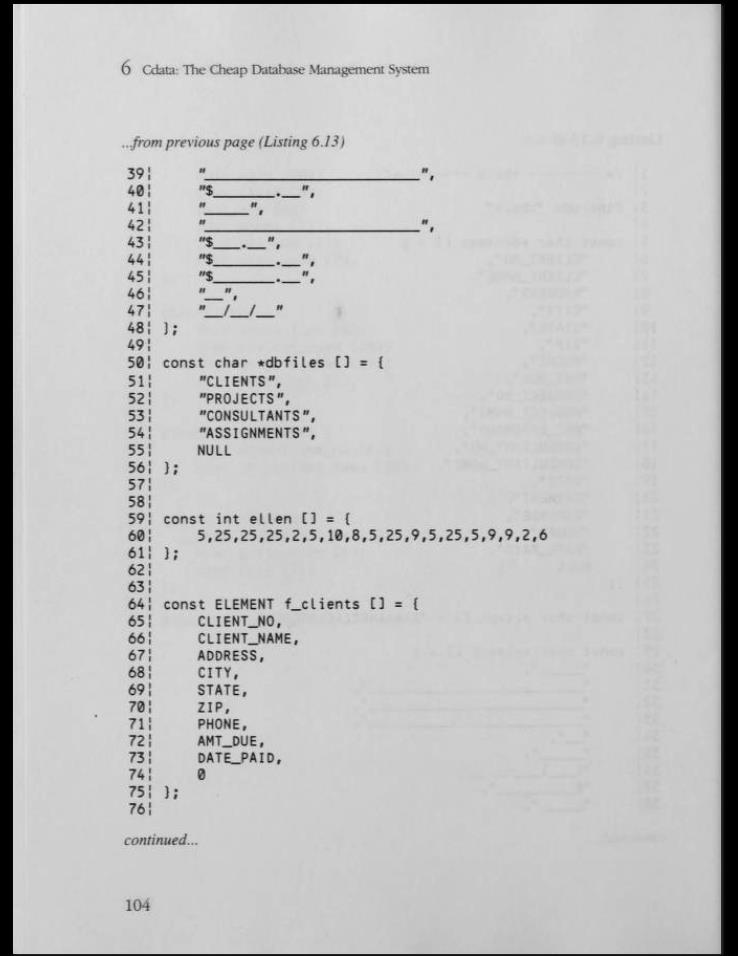 6 Cdata: The Cheap Database Management System
...from previous page (Listing 6.13)
39¦ "_________________________",
40¦ "$_______.__",
41¦ "_____",
42¦ "_________________________",
43¦ "$___.__",
44¦ "$_______.__",
45¦ "$_______.__",
46¦ "__",
47¦ "__/__/__"
48¦ };
49¦
50¦ const char *dbfiles [] = {
51¦ "CLIENTS",
52¦ "PROJECTS",
53¦ "CONSULTANTS",
54¦ "ASSIGNMENTS",
55¦ NULL
56¦ };
57¦
58¦
59¦ const int ellen [] = {
60¦ 5,25,25,25,2,5,10,8,5,25,9,5,25,5,9,9,2,6
61¦ };
62¦
63¦
64¦ const ELEMENT f_clients [] = {
65¦ CLIENT_NO,
66¦ CLIENT_NAME,
67¦ ADDRESS,
68¦ CITY,
69¦ STATE,
70¦ ZIP,
71¦ PHONE,
72¦ AMT_DUE,
73¦ DATE_PAID,
74¦ 0
75¦ };
76¦
continued...
104